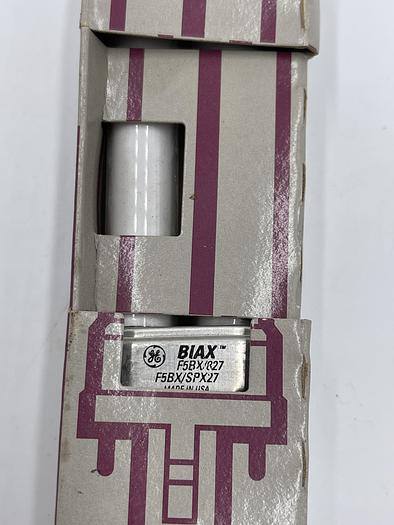 GE BIAX™
F5BX/827
F5BX/SPX27
MADE IN USA